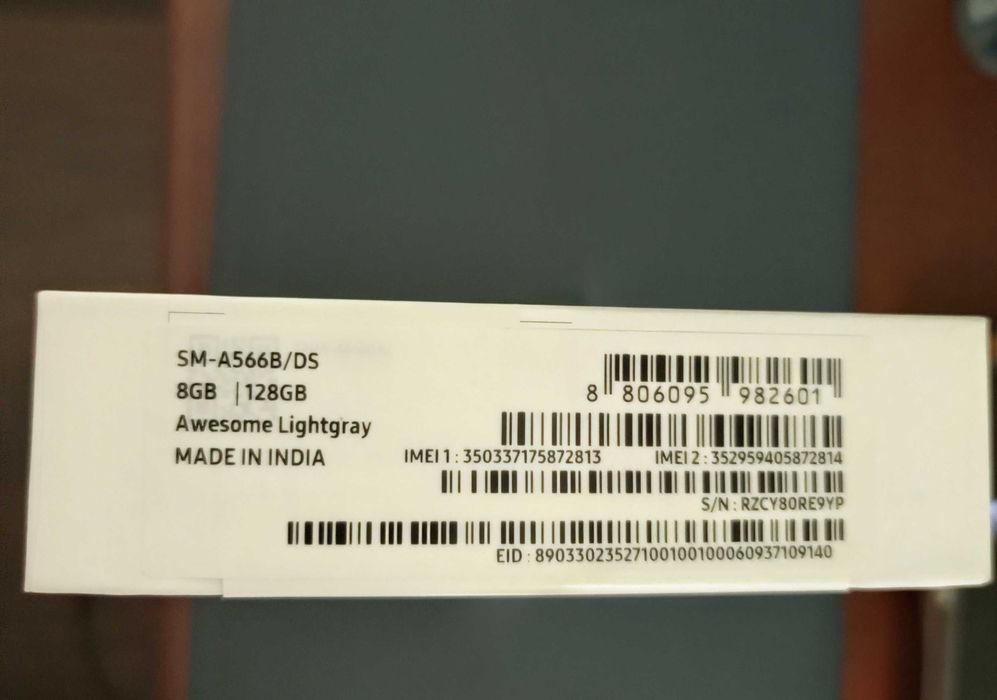 SM-A566B/DS
8GB | 128GB
Awesome Lightgray
MADE IN INDIA
8 806095 982601
IMEI 1 : 350337175872813 IMEI 2 : 352959405872814
S/N : RZCY80RE9YP
EID : 89033023527100100100060937109140